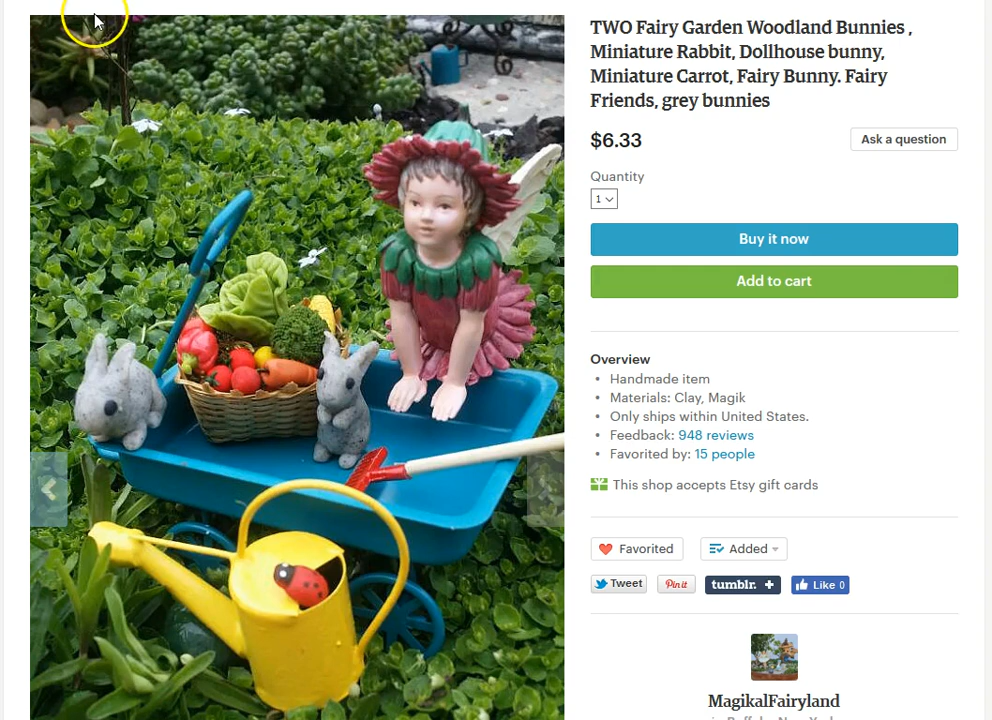 TWO Fairy Garden Woodland Bunnies ,
Miniature Rabbit, Dollhouse bunny,
Miniature Carrot, Fairy Bunny. Fairy
Friends, grey bunnies
$6.33
Ask a question
Quantity
1
Buy it now
Add to cart
Overview
• Handmade item
• Materials: Clay, Magik
• Only ships within United States.
• Feedback: 948 reviews
• Favorited by: 15 people
This shop accepts Etsy gift cards
Favorited
Added
Tweet
Pin it
tumblr. +
Like 0
MagikalFairyland